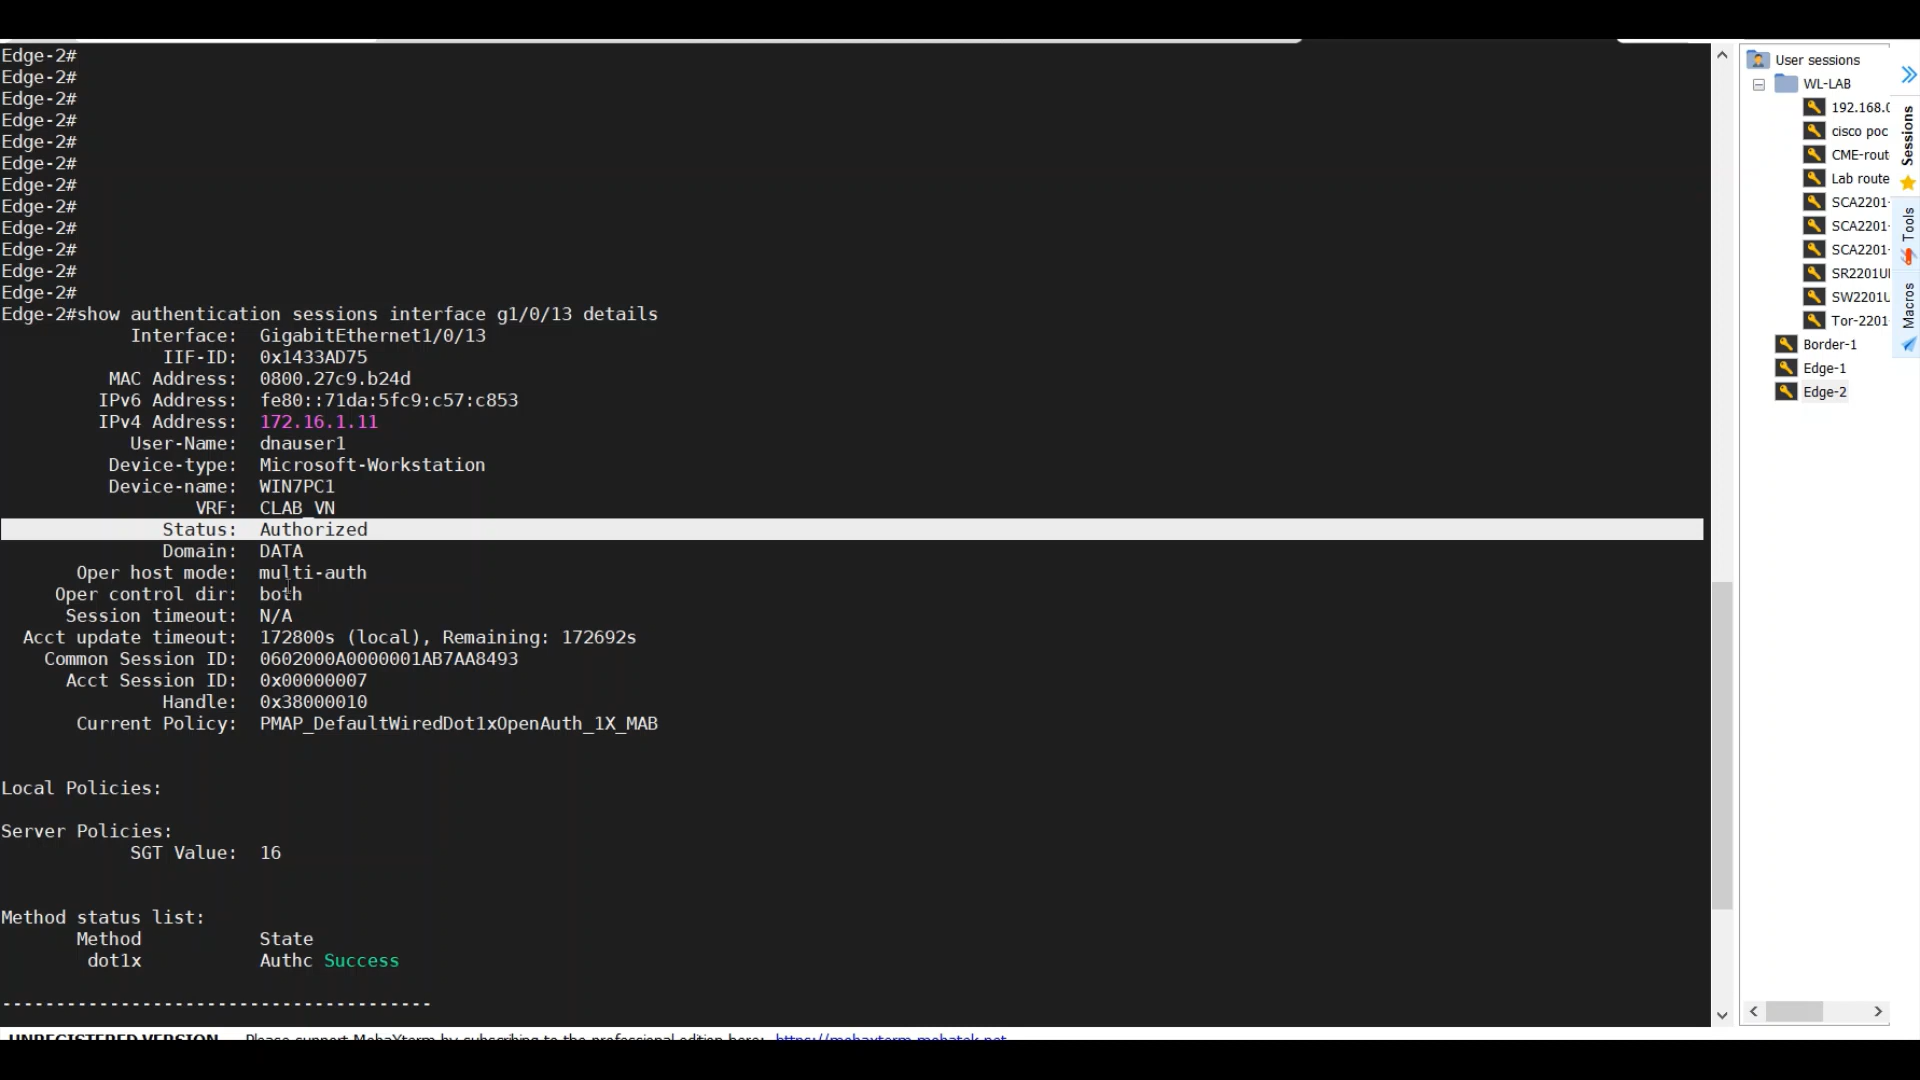 Edge-2#
Edge-2#
Edge-2#
Edge-2#
Edge-2#
Edge-2#
Edge-2#
Edge-2#
Edge-2#
Edge-2#
Edge-2#
Edge-2#
Edge-2#show authentication sessions interface g1/0/13 details
Interface: GigabitEthernet1/0/13
IIF-ID: 0x1433AD75
MAC Address: 0800.27c9.b24d
IPv6 Address: fe80::71da:5fc9:c57:c853
IPv4 Address: 172.16.1.11
User-Name: dnauser1
Device-type: Microsoft-Workstation
Device-name: WIN7PC1
VRF: CLAB_VN
Status: Authorized
Domain: DATA
Oper host mode: multi-auth
Oper control dir: both
Session timeout: N/A
Acct update timeout: 172800s (local), Remaining: 172692s
Common Session ID: 0602000A0000001AB7AA8493
Acct Session ID: 0x00000007
Handle: 0x38000010
Current Policy: PMAP_DefaultWiredDot1xOpenAuth_1X_MAB
Local Policies:
Server Policies:
SGT Value: 16
Method status list:
Method State
dot1x Authc Success
----------------------------------------
UNREGISTERED VERSION - Please support MobaXterm by subscribing to the professional edition here: https://mobaxterm.mobatek.net
User sessions
WL-LAB
192.168.0
cisco poc
CME-rout
Lab route
SCA2201-
SCA2201-
SCA2201-
SR2201U
SW2201U
Tor-2201
Border-1
Edge-1
Edge-2
Sessions
Tools
Macros